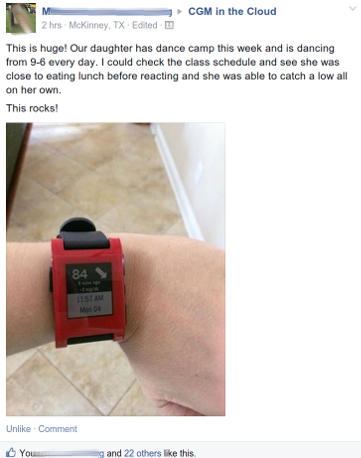 M ▸ CGM in the Cloud
2 hrs · McKinney, TX · Edited ·
This is huge! Our daughter has dance camp this week and is dancing
from 9-6 every day. I could check the class schedule and see she was
close to eating lunch before reacting and she was able to catch a low all
on her own.
This rocks!
84
11:57 AM
Mon 04
Unlike · Comment
You g and 22 others like this.